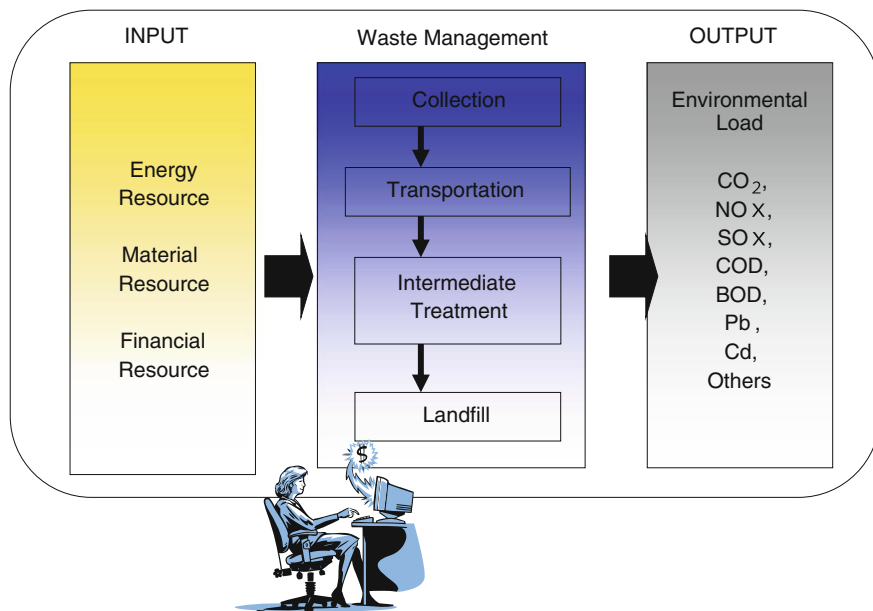 INPUT
Energy
Resource
Material
Resource
Financial
Resource
Waste Management
Collection
Transportation
Intermediate
Treatment
Landfill
$
OUTPUT
Environmental
Load
CO2,
NOX,
SOX,
COD,
BOD,
Pb,
Cd,
Others